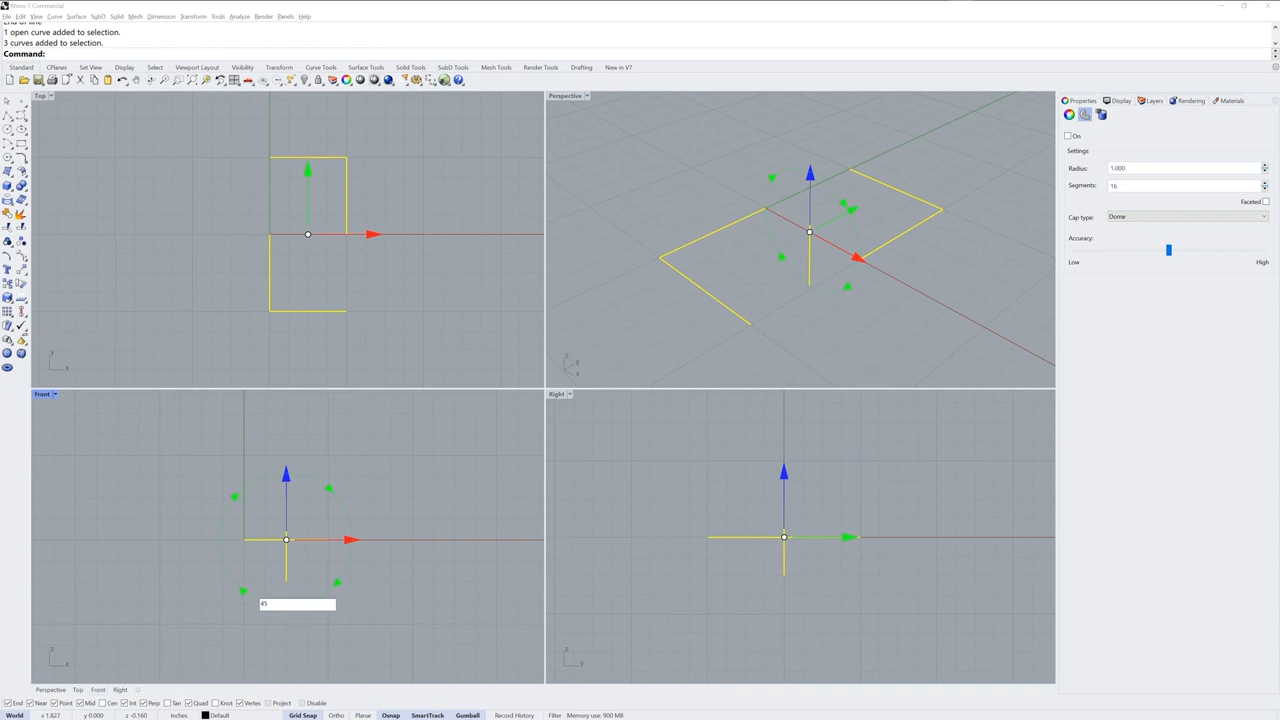 Rhino 7 Commercial
File Edit View Curve Surface SubD Solid Mesh Dimension Transform Tools Analyze Render Panels Help
End of line
1 open curve added to selection.
3 curves added to selection.
Command:
Standard CPlanes Set View Display Select Viewport Layout Visibility Transform Curve Tools Surface Tools Solid Tools SubD Tools Mesh Tools Render Tools Drafting New in V7
Top
Perspective
Properties Display Layers Rendering Materials
On
Settings
Radius: 1.000
Segments: 16
Faceted
Cap type: Dome
Accuracy:
Low High
y
x
z
y
x
Front
Right
45
z
x
z
y
Perspective Top Front Right
End Near Point Mid Cen Int Perp Tan Quad Knot Vertex Project Disable
World x 1.827 y 0.000 z -0.160 Inches Default Grid Snap Ortho Planar Osnap SmartTrack Gumball Record History Filter Memory use: 900 MB